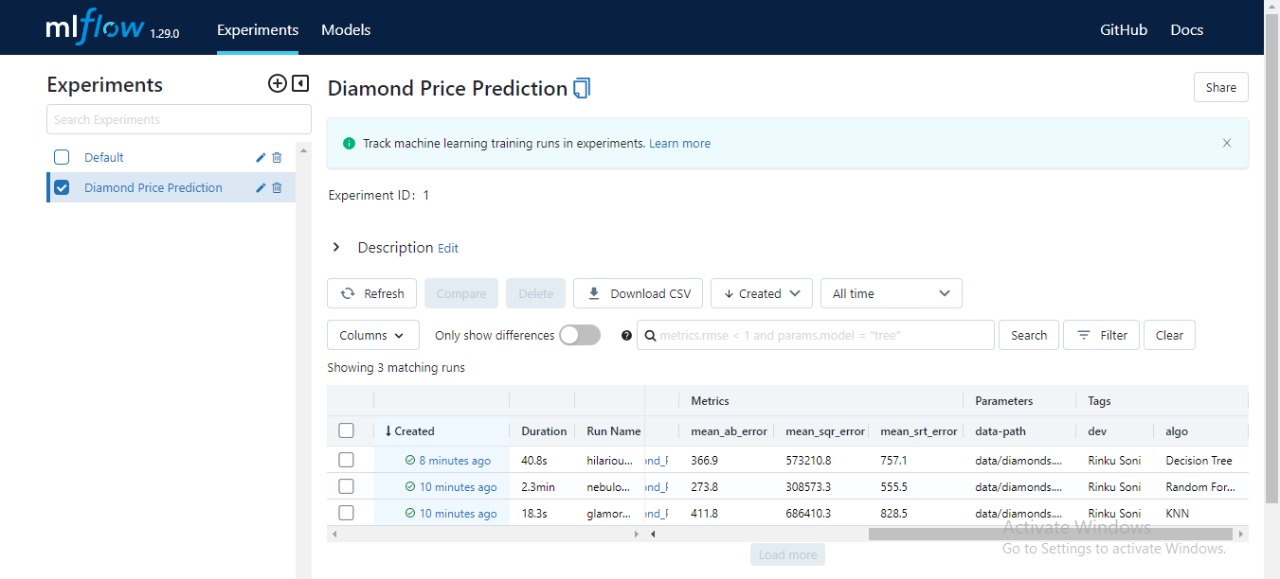 mlflow 1.29.0 Experiments Models GitHub Docs
Experiments
Search Experiments
Default
Diamond Price Prediction
Diamond Price Prediction
Share
Track machine learning training runs in experiments. Learn more
Experiment ID: 1
Description Edit
Refresh Compare Delete Download CSV Created All time
Columns Only show differences metrics.rmse < 1 and params.model = "tree" Search Filter Clear
Showing 3 matching runs
Metrics Parameters Tags
Created Duration Run Name mean_ab_error mean_sqr_error mean_srt_error data-path dev algo
8 minutes ago 40.8s hilariou... 366.9 573210.8 757.1 data/diamonds.... Rinku Soni Decision Tree
10 minutes ago 2.3min nebulo... 273.8 308573.3 555.5 data/diamonds.... Rinku Soni Random For...
10 minutes ago 18.3s glamor... 411.8 686410.3 828.5 data/diamonds.... Rinku Soni KNN
Activate Windows
Go to Settings to activate Windows.
Load more